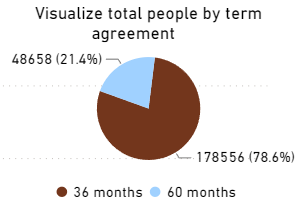 Visualize total people by term
agreement
48658 (21.4%)
178556 (78.6%)
36 months
60 months